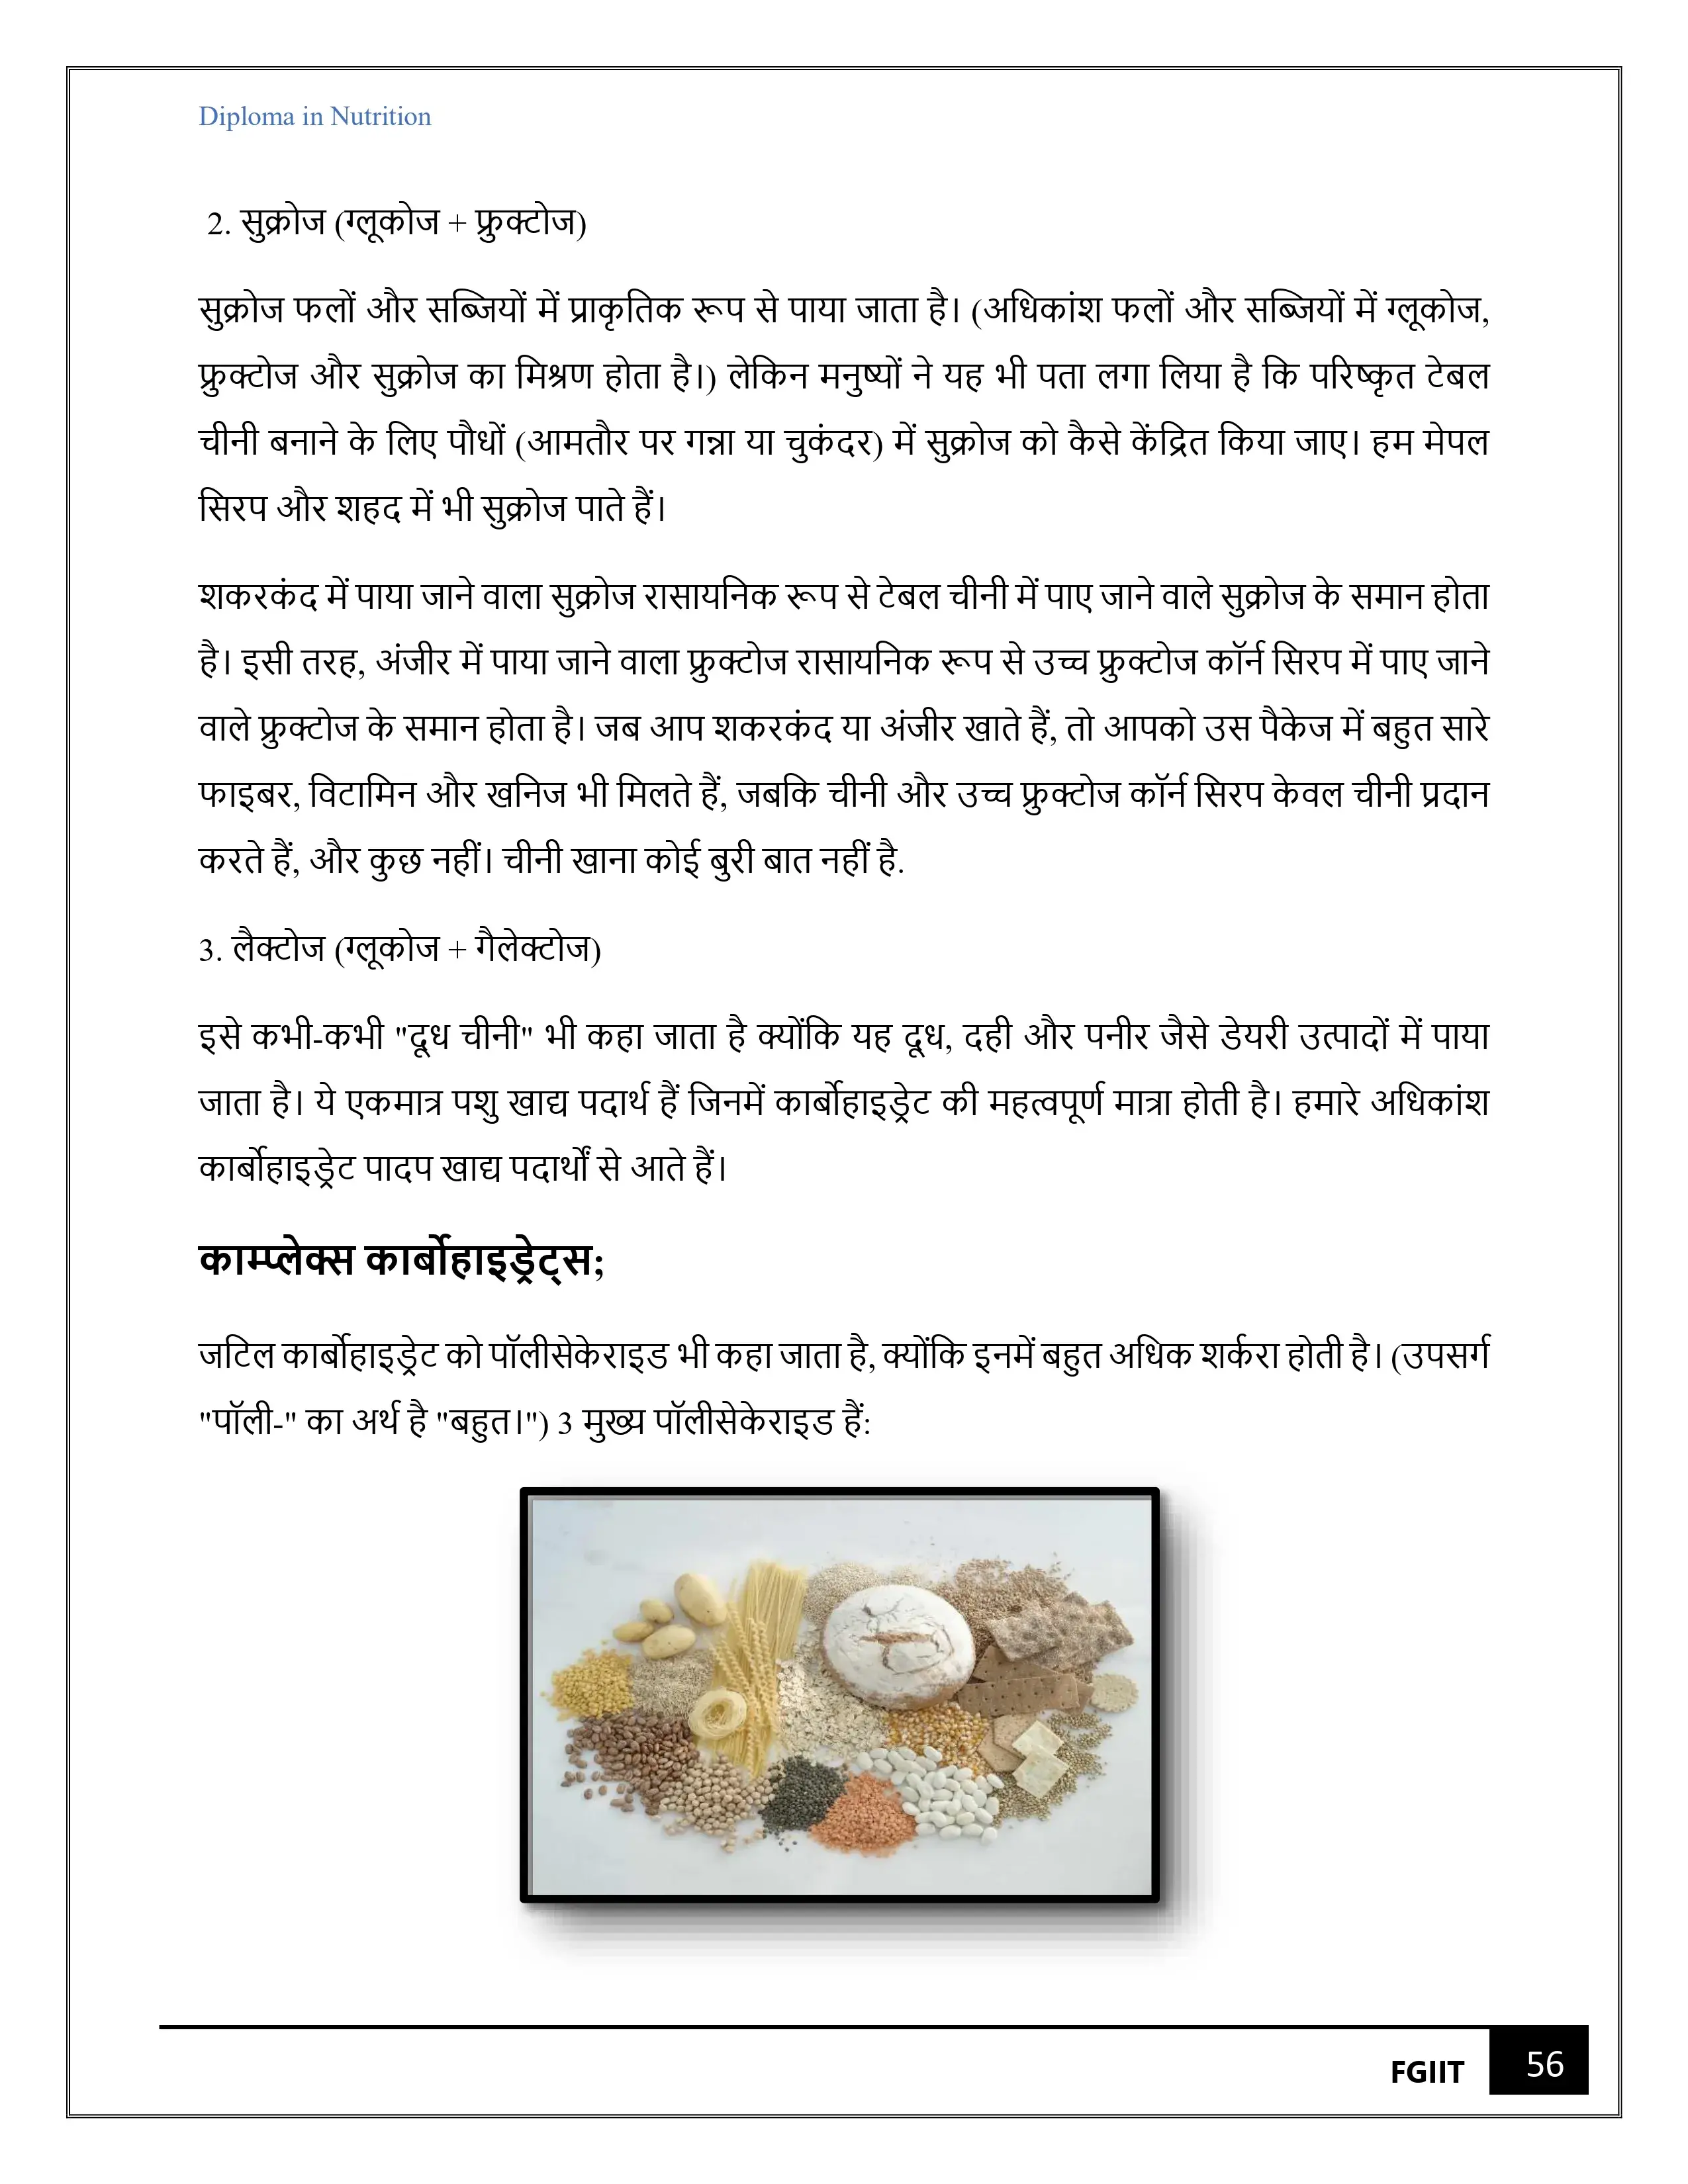 Diploma in Nutrition
2. सुक्रोज (ग्लूकोज + फ्रुक्टोज)
सुक्रोज फलों और सब्जियों में प्राकृतिक रूप से पाया जाता है। (अधिकांश फलों और सब्जियों में ग्लूकोज,
फ्रुक्टोज और सुक्रोज का मिश्रण होता है।) लेकिन मनुष्यों ने यह भी पता लगा लिया है कि परिष्कृत टेबल
चीनी बनाने के लिए पौधों (आमतौर पर गन्ना या चुकंदर) में सुक्रोज को कैसे केंद्रित किया जाए। हम मेपल
सिरप और शहद में भी सुक्रोज पाते हैं।
शकरकंद में पाया जाने वाला सुक्रोज रासायनिक रूप से टेबल चीनी में पाए जाने वाले सुक्रोज के समान होता
है। इसी तरह, अंजीर में पाया जाने वाला फ्रुक्टोज रासायनिक रूप से उच्च फ्रुक्टोज कॉर्न सिरप में पाए जाने
वाले फ्रुक्टोज के समान होता है। जब आप शकरकंद या अंजीर खाते हैं, तो आपको उस पैकेज में बहुत सारे
फाइबर, विटामिन और खनिज भी मिलते हैं, जबकि चीनी और उच्च फ्रुक्टोज कॉर्न सिरप केवल चीनी प्रदान
करते हैं, और कुछ नहीं। चीनी खाना कोई बुरी बात नहीं है.
3. लैक्टोज (ग्लूकोज + गैलेक्टोज)
इसे कभी-कभी "दूध चीनी" भी कहा जाता है क्योंकि यह दूध, दही और पनीर जैसे डेयरी उत्पादों में पाया
जाता है। ये एकमात्र पशु खाद्य पदार्थ हैं जिनमें कार्बोहाइड्रेट की महत्वपूर्ण मात्रा होती है। हमारे अधिकांश
कार्बोहाइड्रेट पादप खाद्य पदार्थों से आते हैं।
काम्प्लेक्स कार्बोहाइड्रेट्स;
जटिल कार्बोहाइड्रेट को पॉलीसेकेराइड भी कहा जाता है, क्योंकि इनमें बहुत अधिक शर्करा होती है। (उपसर्ग
"पॉली-" का अर्थ है "बहुत।") 3 मुख्य पॉलीसेकेराइड हैं:
FGIIT 56